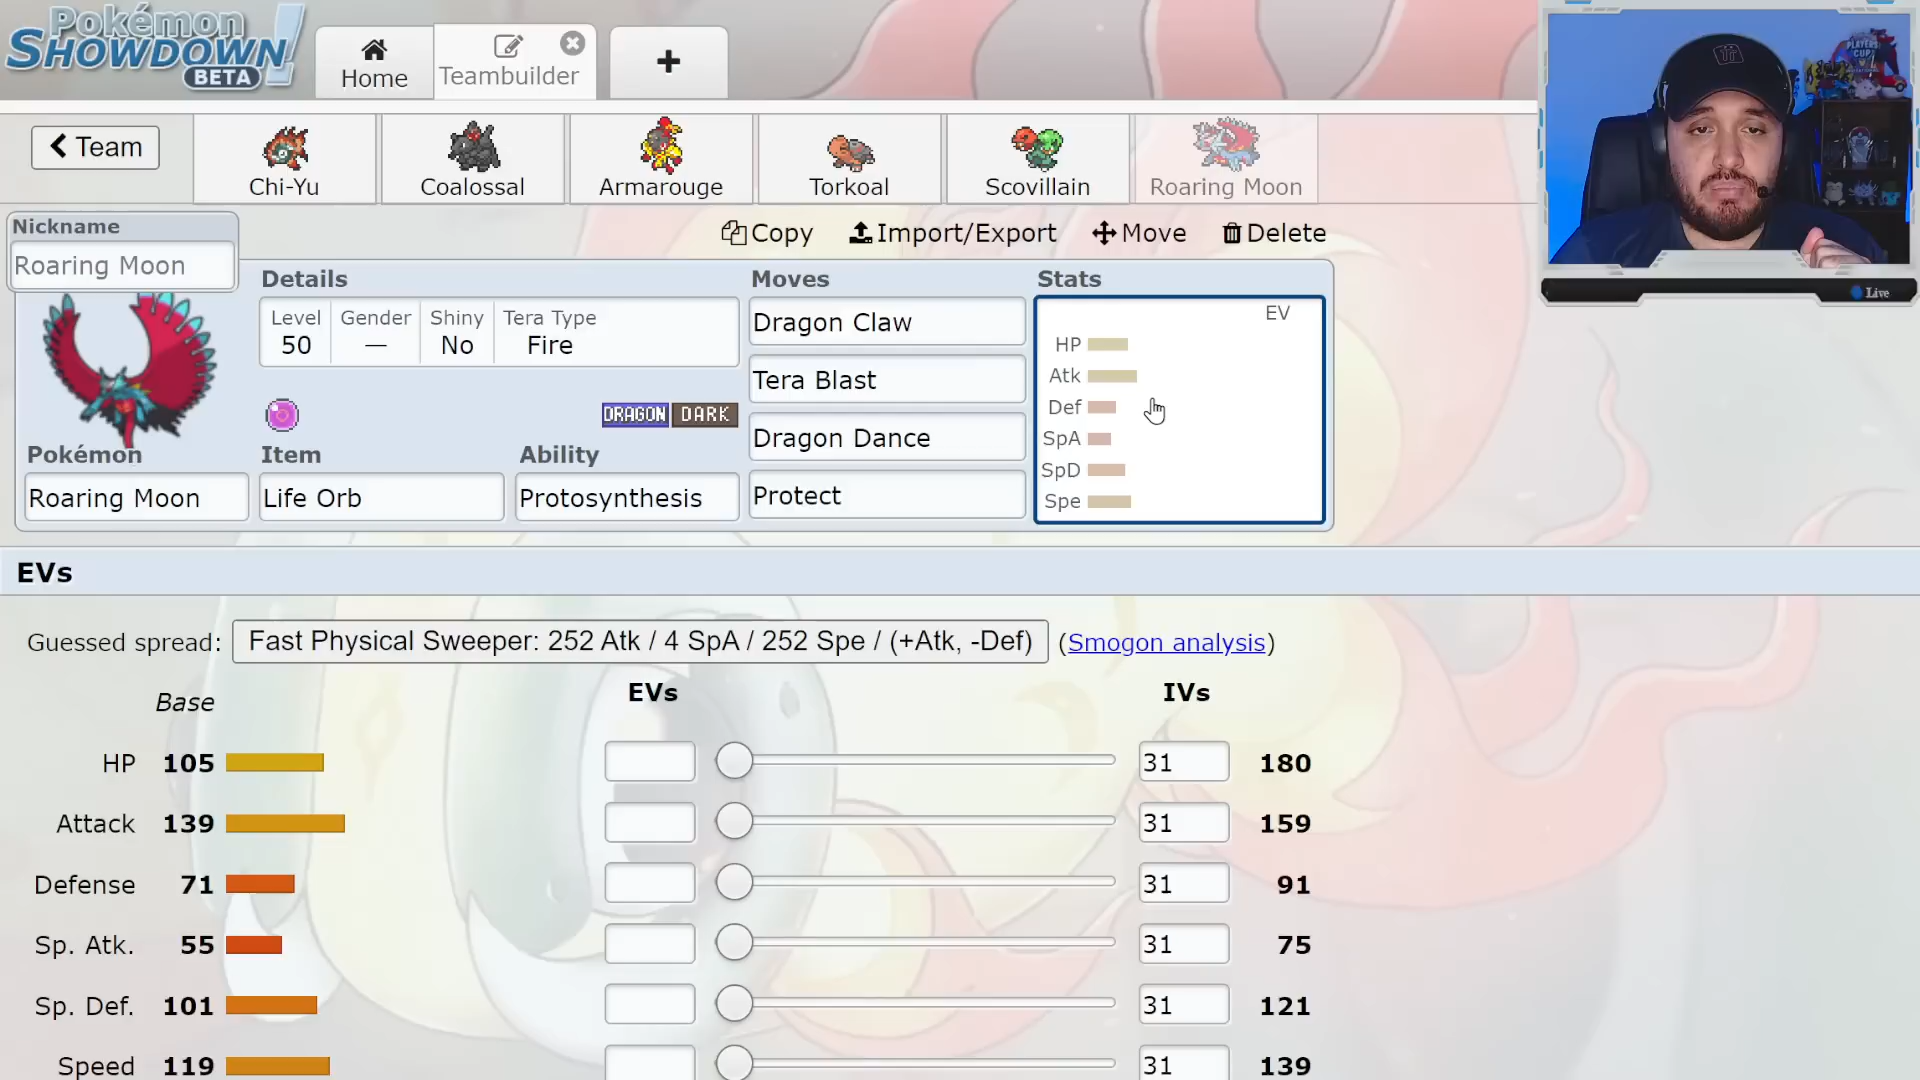 Pokémon
SHOWDOWN!
BETA
Home
Teambuilder
+
Team
Chi-Yu
Coalossal
Armarouge
Torkoal
Scovillain
Roaring Moon
Copy
Import/Export
Move
Delete
Nickname
Roaring Moon
Details
Level
50
Gender
—
Shiny
No
Tera Type
Fire
DRAGON DARK
Pokémon
Roaring Moon
Item
Life Orb
Ability
Protosynthesis
Moves
Dragon Claw
Tera Blast
Dragon Dance
Protect
Stats
EV
HP
Atk
Def
SpA
SpD
Spe
PLAYERS CUP
Live
EVs
Guessed spread: Fast Physical Sweeper: 252 Atk / 4 SpA / 252 Spe / (+Atk, -Def) (Smogon analysis)
Base EVs IVs
HP 105 31 180
Attack 139 31 159
Defense 71 31 91
Sp. Atk. 55 31 75
Sp. Def. 101 31 121
Speed 119 31 139